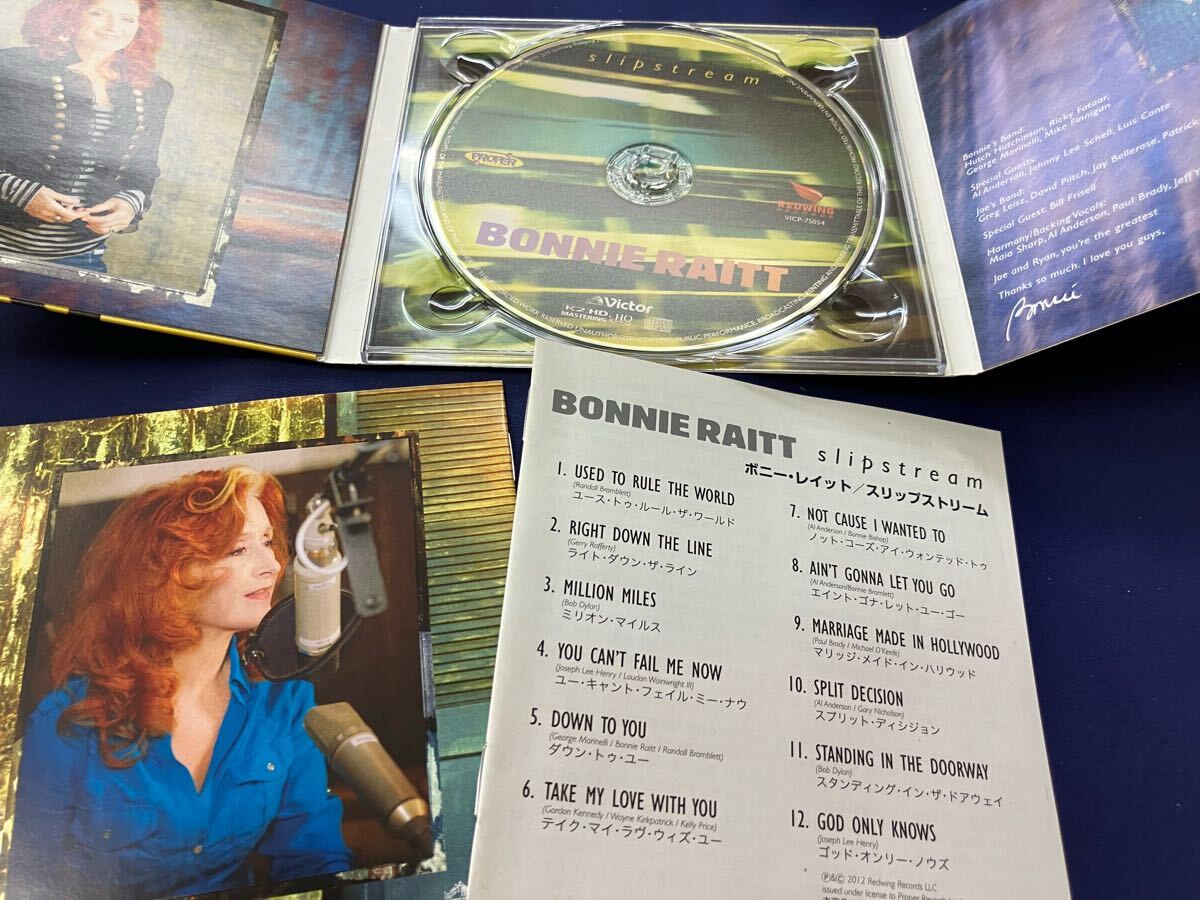 slipstream
PROPER
REDWING
VICP-75054
BONNIE RAITT
Victor
K2 HD HQ
MASTERING
Bonnie's Band:
Hutch Hutchinson, Ricky Fataar,
George Marinelli, Mike Finnigan
Special Guests:
Al Anderson, Johnny Lee Schell, Luis Conte
Joe's Band:
Greg Leisz, David Piltch, Jay Bellerose, Patrick
Special Guest: Bill Frisell
Harmany/Backing Vocals:
Maia Sharp, Al Anderson, Paul Brady, Jeff Y
Joe and Ryan, you're the greatest
Thanks so much. I love you guys.
Bonnie
BONNIE RAITT slipstream
ボニー・レイット／スリップストリーム
1. USED TO RULE THE WORLD
(Randall Bramblett)
ユース・トゥ・ルール・ザ・ワールド
2. RIGHT DOWN THE LINE
(Gerry Rafferty)
ライト・ダウン・ザ・ライン
3. MILLION MILES
(Bob Dylan)
ミリオン・マイルス
4. YOU CAN'T FAIL ME NOW
(Joseph Lee Henry / Loudon Wainwright III)
ユー・キャント・フェイル・ミー・ナウ
5. DOWN TO YOU
(George Marinelli / Bonnie Raitt / Randall Bramblett)
ダウン・トゥ・ユー
6. TAKE MY LOVE WITH YOU
(Gordon Kennedy / Wayne Kirkpatrick / Kelly Price)
テイク・マイ・ラヴ・ウィズ・ユー
7. NOT CAUSE I WANTED TO
(Al Anderson / Bonnie Bishop)
ノット・コーズ・アイ・ウォンテッド・トゥ
8. AIN'T GONNA LET YOU GO
(Al Anderson/Bonnie Bramlett)
エイント・ゴナ・レット・ユー・ゴー
9. MARRIAGE MADE IN HOLLYWOOD
(Paul Brady / Michael O'Keefe)
マリッジ・メイド・イン・ハリウッド
10. SPLIT DECISION
(Al Anderson / Gary Nicholson)
スプリット・ディシジョン
11. STANDING IN THE DOORWAY
(Bob Dylan)
スタンディング・イン・ザ・ドアウェイ
12. GOD ONLY KNOWS
(Joseph Lee Henry)
ゴッド・オンリー・ノウズ
℗&© 2012 Redwing Records LLC
issued under license to Proper Records